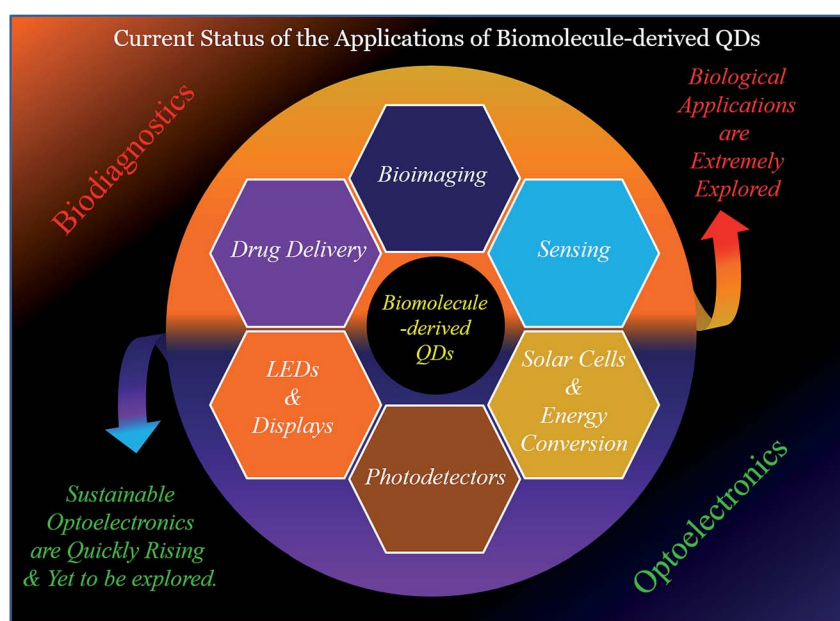 Current Status of the Applications of Biomolecule-derived QDs
Biodiagnostics
Biological
Applications
are
Extremely
Explored
Bioimaging
Drug Delivery
Sensing
Biomolecule
-derived
QDs
LEDs
&
Displays
Solar Cells
&
Energy
Conversion
Photodetectors
Sustainable
Optoelectronics
are Quickly Rising
& Yet to be explored.
Optoelectronics